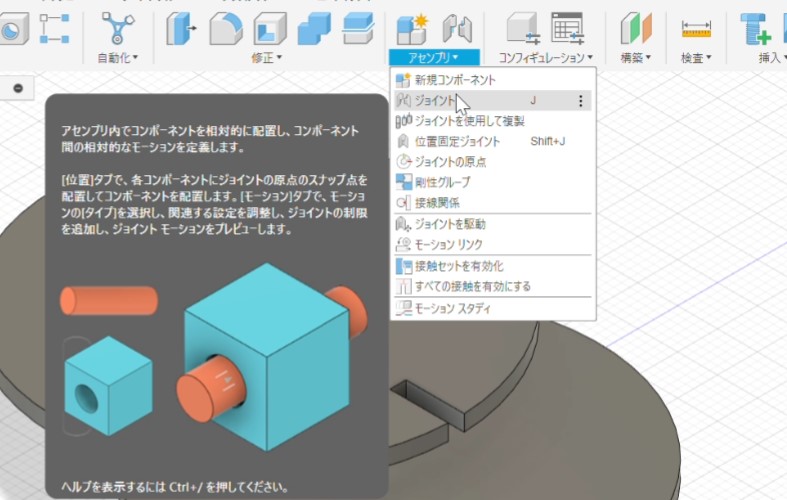 自動化▼
修正▼
アセンブリ▼
コンフィギュレーション▼
構築▼
検査▼
挿入
新規コンポーネント
ジョイント J
ジョイントを使用して複製
位置固定ジョイント Shift+J
ジョイントの原点
剛性グループ
接線関係
ジョイントを駆動
モーション リンク
接触セットを有効化
すべての接触を有効にする
モーション スタディ
アセンブリ内でコンポーネントを相対的に配置し、コンポーネント
間の相対的なモーションを定義します。
[位置]タブで、各コンポーネントにジョイントの原点のスナップ点を
配置してコンポーネントを配置します。[モーション]タブで、モーショ
ンの[タイプ]を選択し、関連する設定を調整し、ジョイントの制限
を追加し、ジョイント モーションをプレビューします。
ヘルプを表示するには Ctrl+/ を押してください。